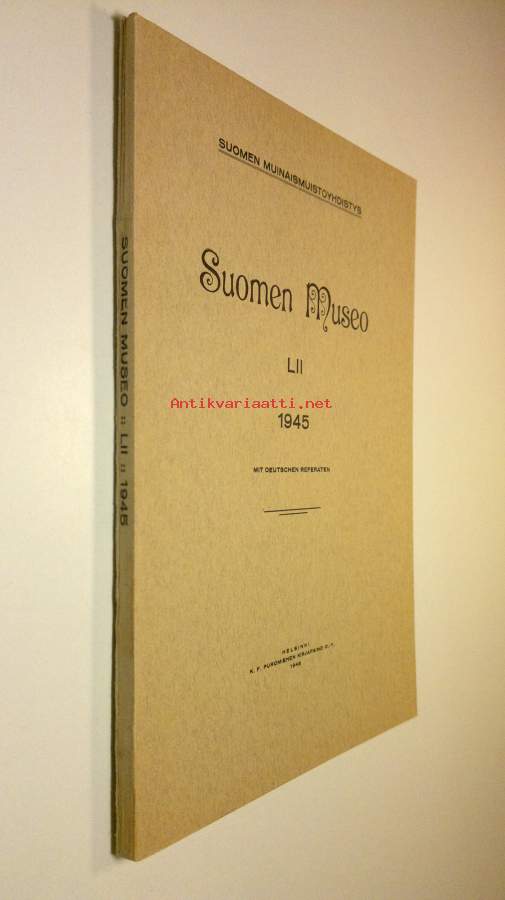 SUOMEN MUINAISMUISTOYHDISTYS
Suomen Museo
LII
Antikvariaatti.net
1945
MIT DEUTSCHEN REFERATEN
HELSINKI
K. F. PUROMIEHEN KIRJAPAINO O.Y.
1946
SUOMEN MUSEO :: LII :: 1945